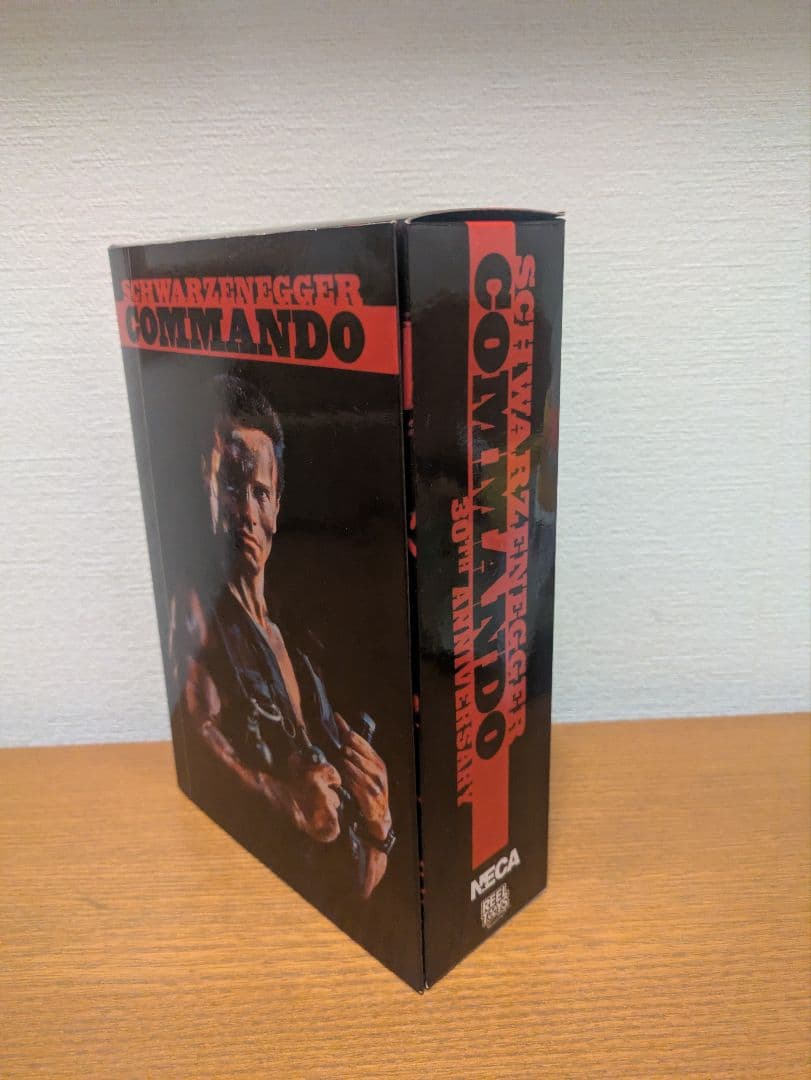 SCHWARZENEGGER
COMMANDO
SCHWARZENEGGER
COMMANDO
30TH ANNIVERSARY
NECA
REEL
TOYS